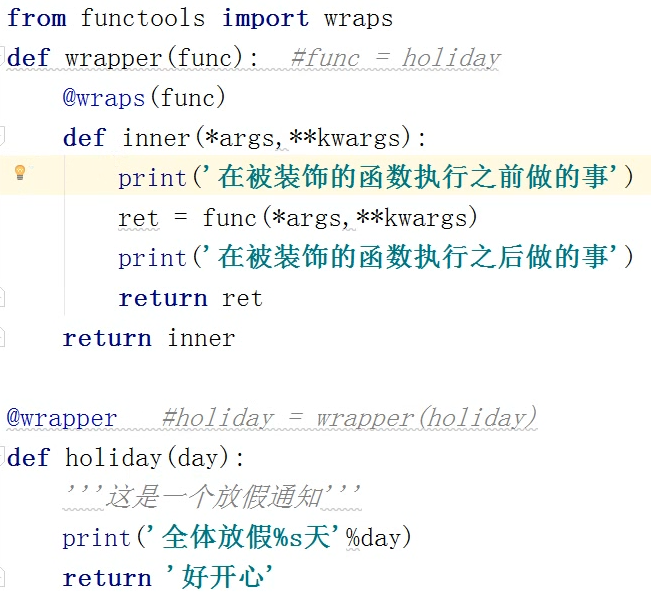 from functools import wraps
def wrapper(func):  #func = holiday
    @wraps(func)
    def inner(*args,**kwargs):
        print('在被装饰的函数执行之前做的事')
        ret = func(*args,**kwargs)
        print('在被装饰的函数执行之后做的事')
        return ret
    return inner

@wrapper   #holiday = wrapper(holiday)
def holiday(day):
    '''这是一个放假通知'''
    print('全体放假%s天'%day)
    return '好开心'